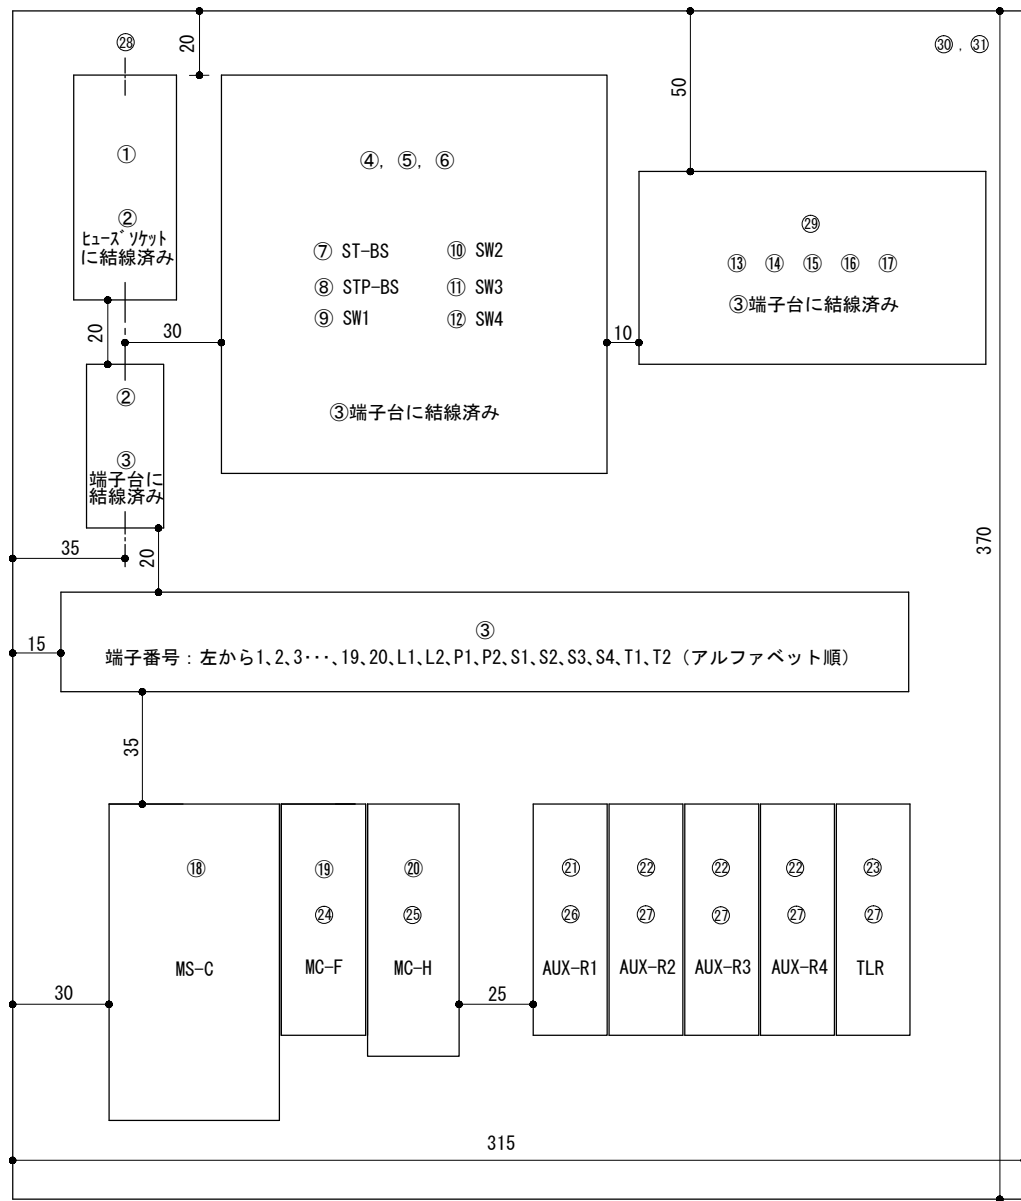 20
㉘
㉚ , ㉛
50
①
④, ⑤, ⑥
②
ﾋｭｰｽﾞｿｹｯﾄ
に結線済み
⑦ ST-BS
⑩ SW2
⑧ STP-BS
⑪ SW3
⑨ SW1
⑫ SW4
㉙
⑬ ⑭ ⑮ ⑯ ⑰
③端子台に結線済み
20
30
10
②
③端子台に結線済み
③
端子台に
結線済み
35
20
370
15
③
端子番号：左から1、2、3・・・、19、20、L1、L2、P1、P2、S1、S2、S3、S4、T1、T2（アルファベット順）
35
⑱
⑲
⑳
㉑
㉒
㉒
㉒
㉓
㉔
㉕
㉖
㉗
㉗
㉗
㉗
MS-C
MC-F
MC-H
AUX-R1
AUX-R2
AUX-R3
AUX-R4
TLR
30
25
315